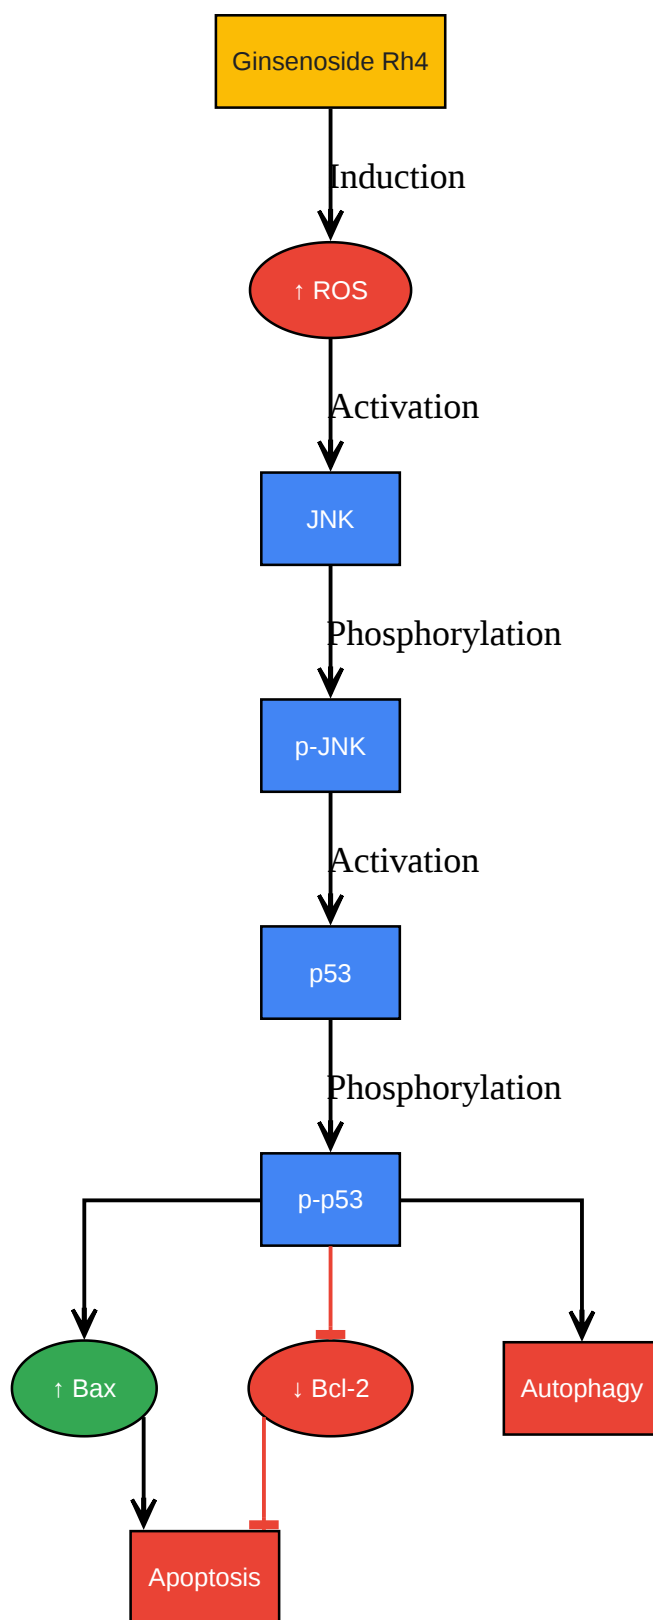 Ginsenoside Rh4
Induction
↑ ROS
Activation
JNK
Phosphorylation
p-JNK
Activation
p53
Phosphorylation
p-p53
↑ Bax
↓ Bcl-2
Autophagy
Apoptosis